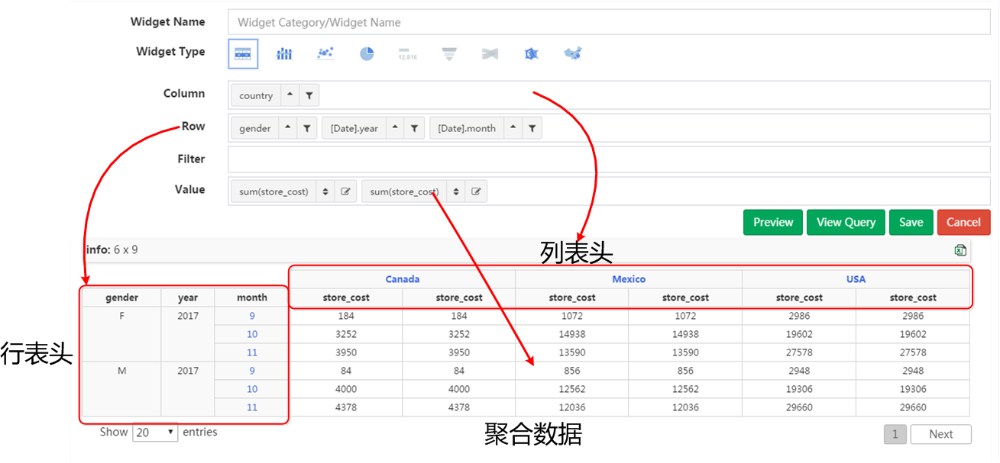 Widget Name Widget Category/Widget Name
Widget Type 12,816
Column country
Row gender [Date].year [Date].month
Filter
Value sum(store_cost) sum(store_cost)
Preview View Query Save Cancel
info: 6 x 9
列表头
Canada Mexico USA
gender year month store_cost store_cost store_cost store_cost store_cost store_cost
F 2017 9 184 184 1072 1072 2986 2986
10 3252 3252 14938 14938 19602 19602
行表头
11 3950 3950 13590 13590 27578 27578
M 2017 9 84 84 856 856 2948 2948
10 4000 4000 12562 12562 19306 19306
11 4378 4378 12036 12036 29660 29660
Show 20 entries
聚合数据
1 Next